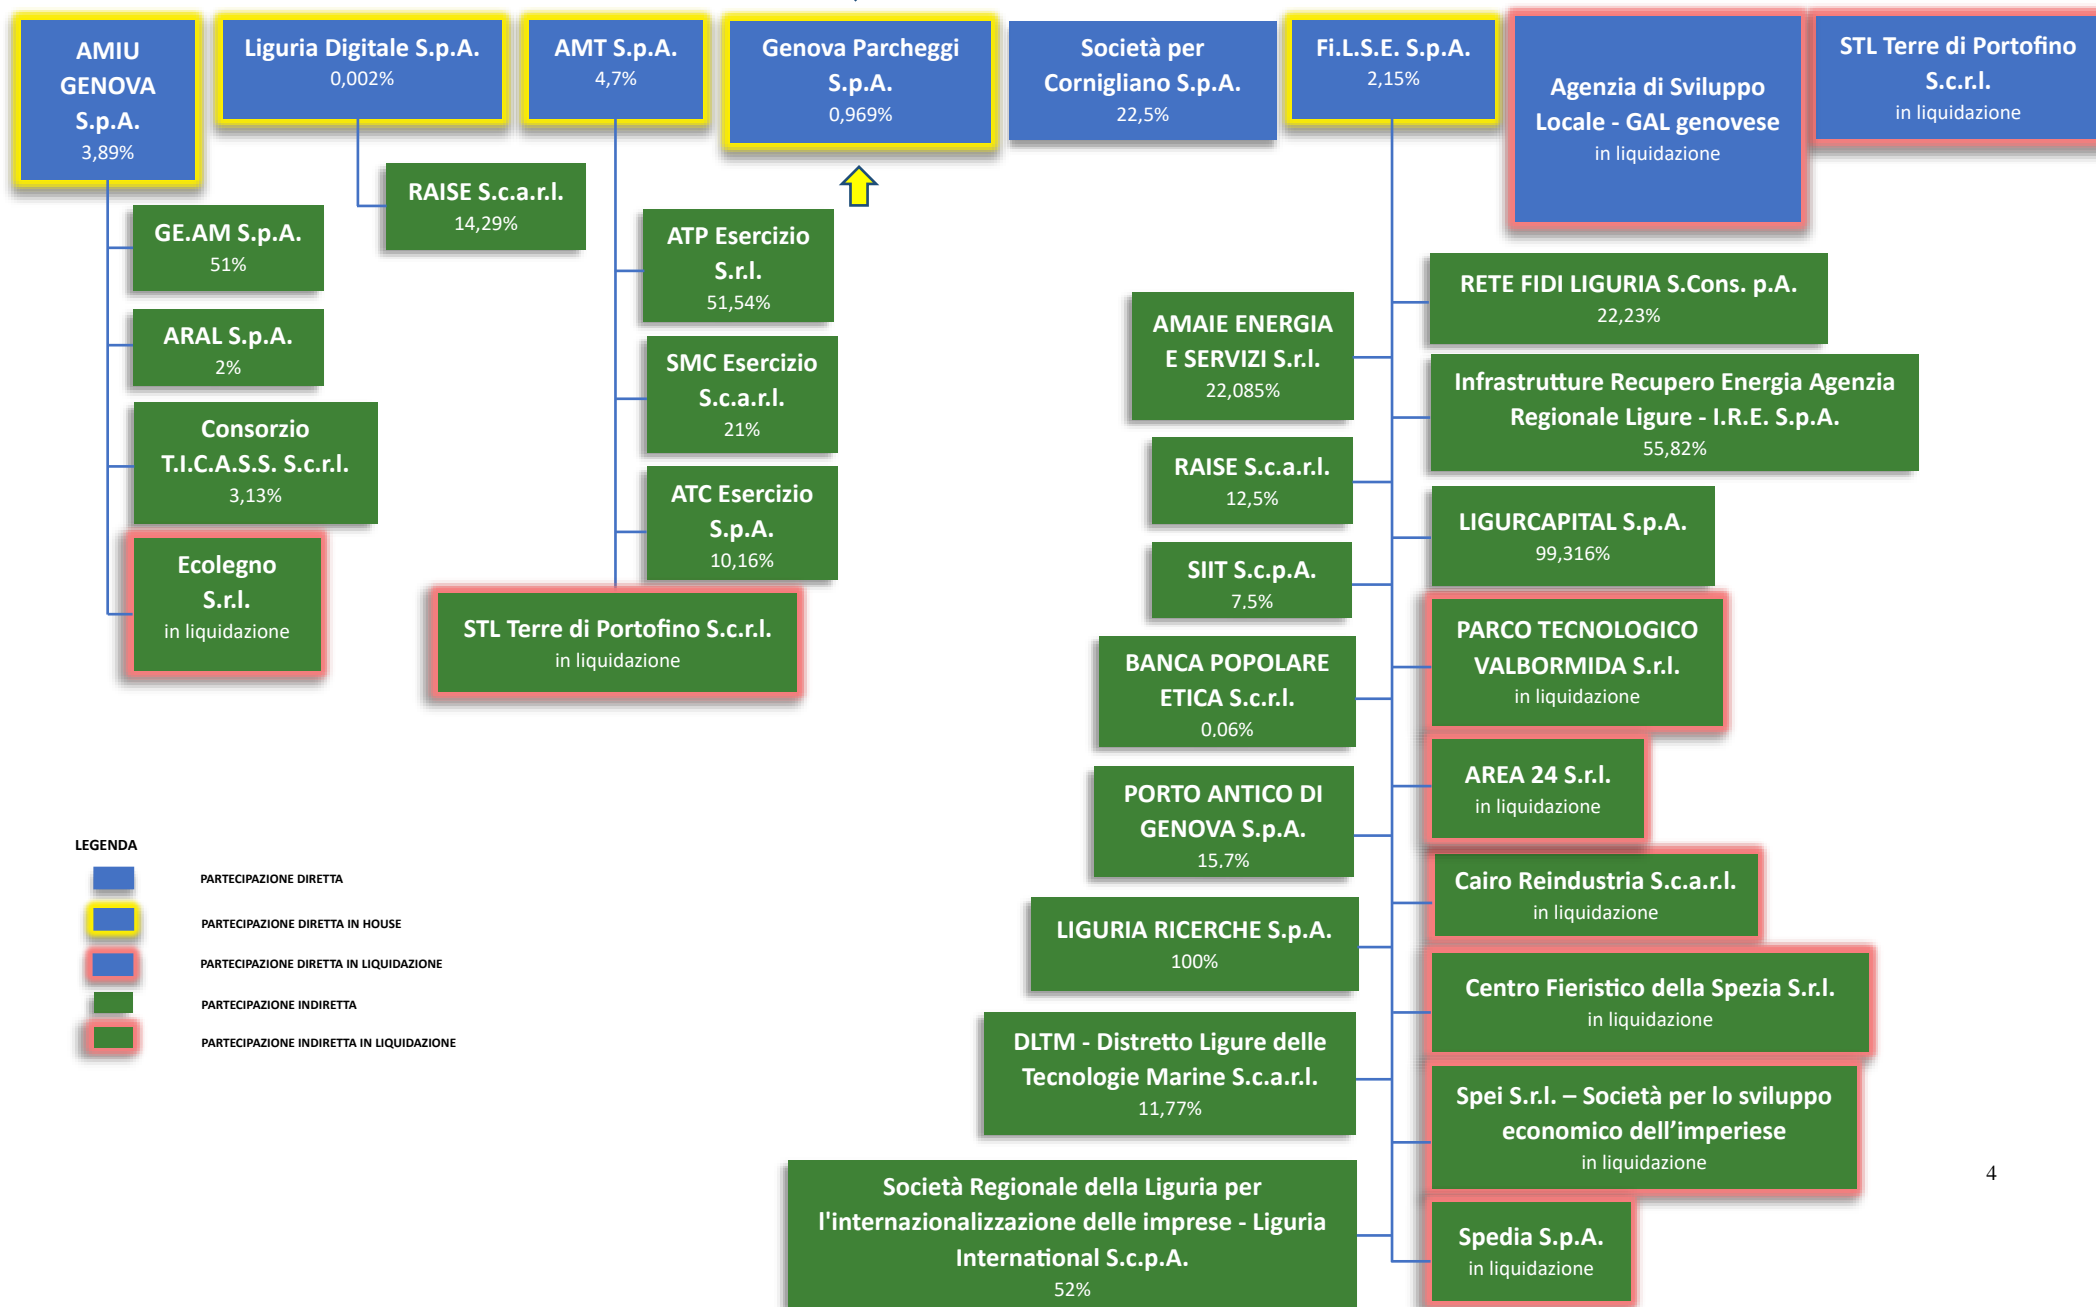 AMIU
GENOVA
S.p.A.
3,89%
Liguria Digitale S.p.A.
0,002%
AMT S.p.A.
4,7%
Genova Parcheggi
S.p.A.
0,969%
Società per
Cornigliano S.p.A.
22,5%
Fi.L.S.E. S.p.A.
2,15%
Agenzia di Sviluppo
Locale - GAL genovese
in liquidazione
STL Terre di Portofino
S.c.r.l.
in liquidazione
GE.AM S.p.A.
51%
ARAL S.p.A.
2%
Consorzio
T.I.C.A.S.S. S.c.r.l.
3,13%
Ecolegno
S.r.l.
in liquidazione
RAISE S.c.a.r.l.
14,29%
ATP Esercizio
S.r.l.
51,54%
SMC Esercizio
S.c.a.r.l.
21%
ATC Esercizio
S.p.A.
10,16%
STL Terre di Portofino S.c.r.l.
in liquidazione
AMAIE ENERGIA
E SERVIZI S.r.l.
22,085%
RAISE S.c.a.r.l.
12,5%
SIIT S.c.p.A.
7,5%
BANCA POPOLARE
ETICA S.c.r.l.
0,06%
PORTO ANTICO DI
GENOVA S.p.A.
15,7%
LIGURIA RICERCHE S.p.A.
100%
DLTM - Distretto Ligure delle
Tecnologie Marine S.c.a.r.l.
11,77%
Società Regionale della Liguria per
l'internazionalizzazione delle imprese - Liguria
International S.c.p.A.
52%
RETE FIDI LIGURIA S.Cons. p.A.
22,23%
Infrastrutture Recupero Energia Agenzia
Regionale Ligure - I.R.E. S.p.A.
55,82%
LIGURCAPITAL S.p.A.
99,316%
PARCO TECNOLOGICO
VALBORMIDA S.r.l.
in liquidazione
AREA 24 S.r.l.
in liquidazione
Cairo Reindustria S.c.a.r.l.
in liquidazione
Centro Fieristico della Spezia S.r.l.
in liquidazione
Spei S.r.l. – Società per lo sviluppo
economico dell’imperiese
in liquidazione
Spedia S.p.A.
in liquidazione
LEGENDA
PARTECIPAZIONE DIRETTA
PARTECIPAZIONE DIRETTA IN HOUSE
PARTECIPAZIONE DIRETTA IN LIQUIDAZIONE
PARTECIPAZIONE INDIRETTA
PARTECIPAZIONE INDIRETTA IN LIQUIDAZIONE
4